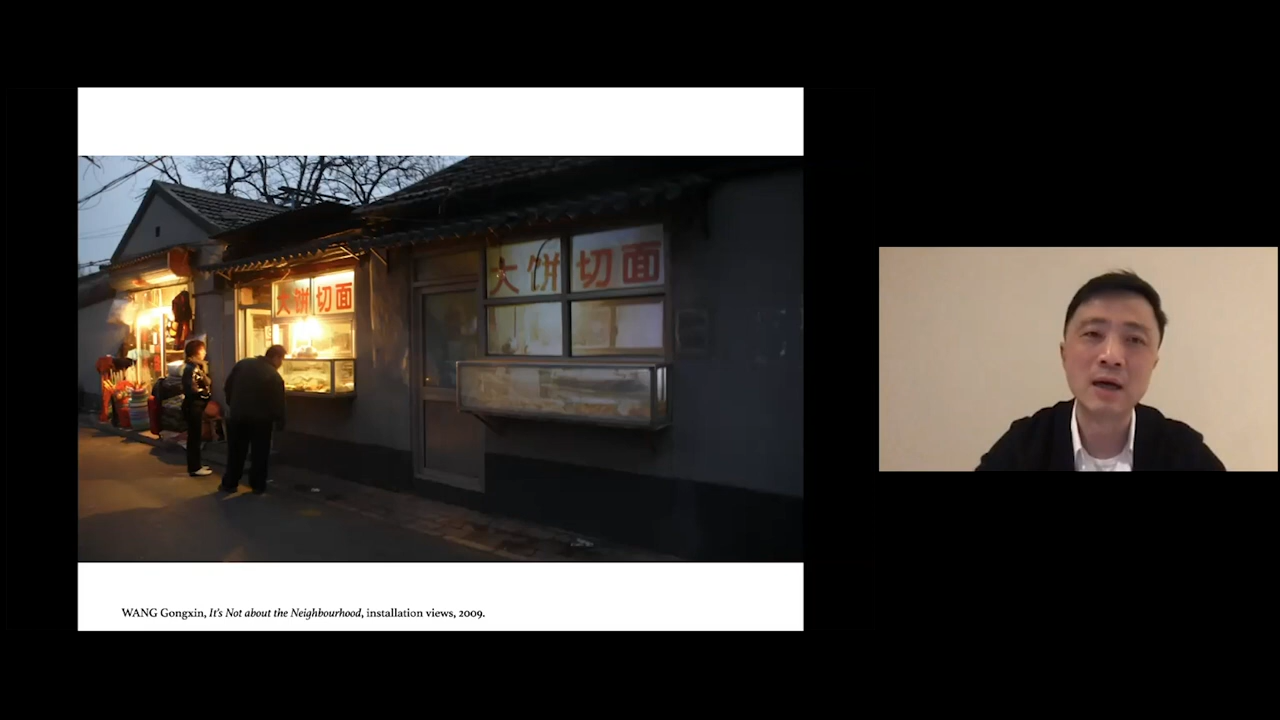 大饼切面
大饼切面
WANG Gongxin, It's Not about the Neighbourhood, installation views, 2009.